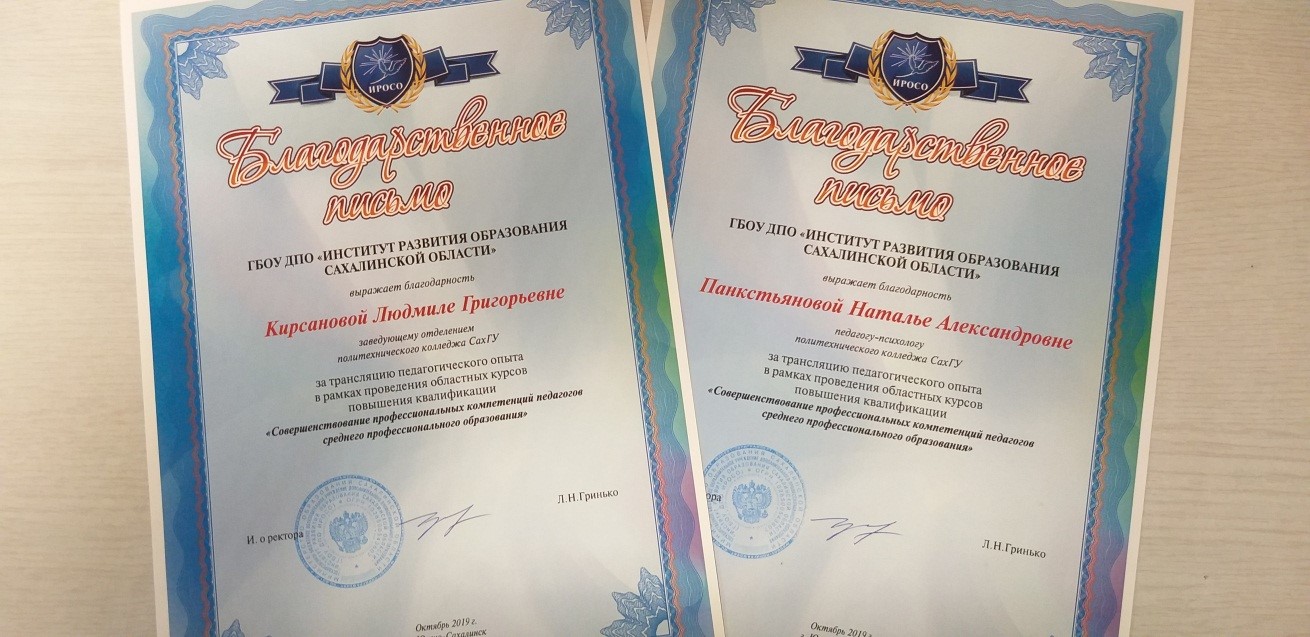 ИРОСО
Благодарственное
письмо
ГБОУ ДПО «ИНСТИТУТ РАЗВИТИЯ ОБРАЗОВАНИЯ
САХАЛИНСКОЙ ОБЛАСТИ»
выражает благодарность
Кирсановой Людмиле Григорьевне
заведующему отделением
политехнического колледжа СахГУ
за трансляцию педагогического опыта
в рамках проведения областных курсов
повышения квалификации
«Совершенствование профессиональных компетенций педагогов
среднего профессионального образования»
И. о ректора
Л.Н.Гринько
Октябрь 2019 г.
Сахалинск
ИРОСО
Благодарственное
письмо
ГБОУ ДПО «ИНСТИТУТ РАЗВИТИЯ ОБРАЗОВАНИЯ
САХАЛИНСКОЙ ОБЛАСТИ»
выражает благодарность
Панкстьяновой Наталье Александровне
педагогу-психологу
политехнического колледжа СахГУ
за трансляцию педагогического опыта
в рамках проведения областных курсов
повышения квалификации
«Совершенствование профессиональных компетенций педагогов
среднего профессионального образования»
ора
Л.Н.Гринько
Октябрь 2019 г.